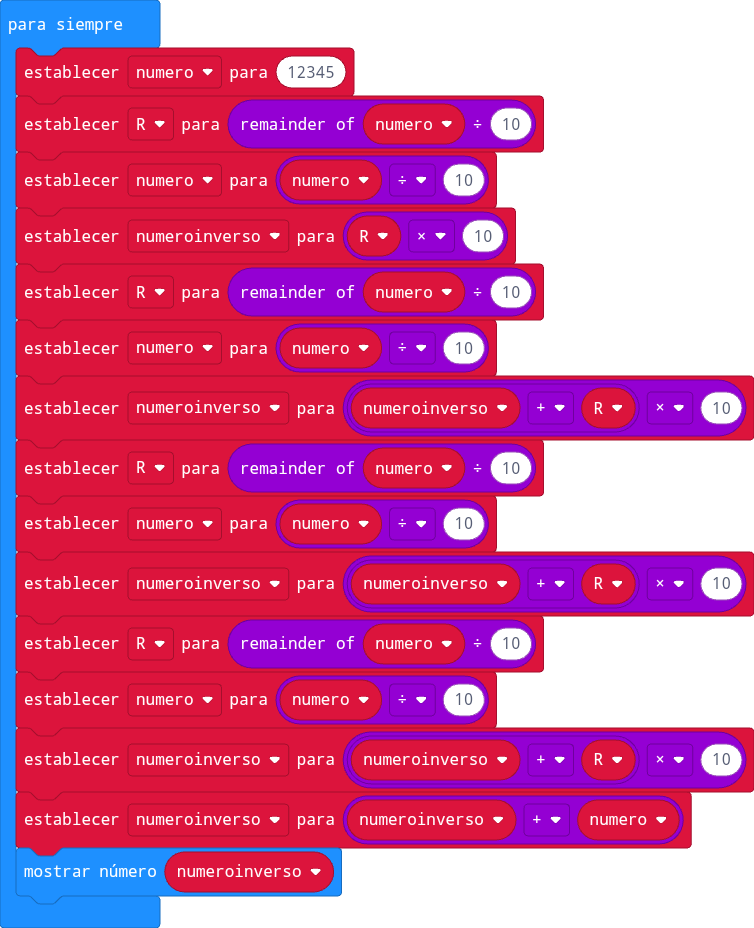 para siempre
establecer numero para 12345
establecer R para remainder of numero ÷ 10
establecer numero para numero ÷ 10
establecer numeroinverso para R × 10
establecer R para remainder of numero ÷ 10
establecer numero para numero ÷ 10
establecer numeroinverso para numeroinverso + R × 10
establecer R para remainder of numero ÷ 10
establecer numero para numero ÷ 10
establecer numeroinverso para numeroinverso + R × 10
establecer R para remainder of numero ÷ 10
establecer numero para numero ÷ 10
establecer numeroinverso para numeroinverso + R × 10
establecer numeroinverso para numeroinverso + numero
mostrar número numeroinverso